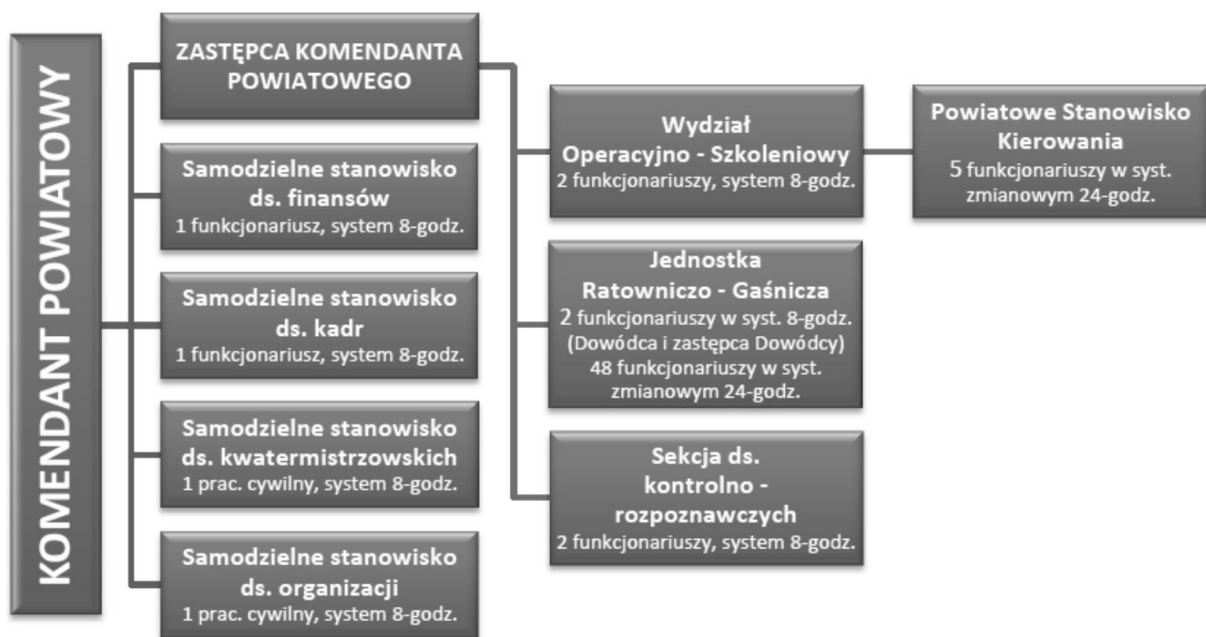 KOMENDANT POWIATOWY
ZASTĘPCA KOMENDANTA
POWIATOWEGO
Samodzielne stanowisko
ds. finansów
1 funkcjonariusz, system 8-godz.
Samodzielne stanowisko
ds. kadr
1 funkcjonariusz, system 8-godz.
Samodzielne stanowisko
ds. kwatermistrzowskich
1 prac. cywilny, system 8-godz.
Samodzielne stanowisko
ds. organizacji
1 prac. cywilny, system 8-godz.
Wydział
Operacyjno - Szkoleniowy
2 funkcjonariuszy, system 8-godz.
Jednostka
Ratowniczo - Gaśnicza
2 funkcjonariuszy w syst. 8-godz.
(Dowódca i zastępca Dowódcy)
48 funkcjonariuszy w syst.
zmianowym 24-godz.
Sekcja ds.
kontrolno -
rozpoznawczych
2 funkcjonariuszy, system 8-godz.
Powiatowe Stanowisko
Kierowania
5 funkcjonariuszy w syst.
zmianowym 24-godz.